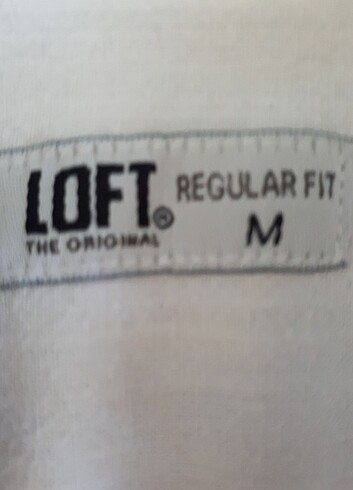 LOFT®
THE ORIGINAL
REGULAR FIT
M